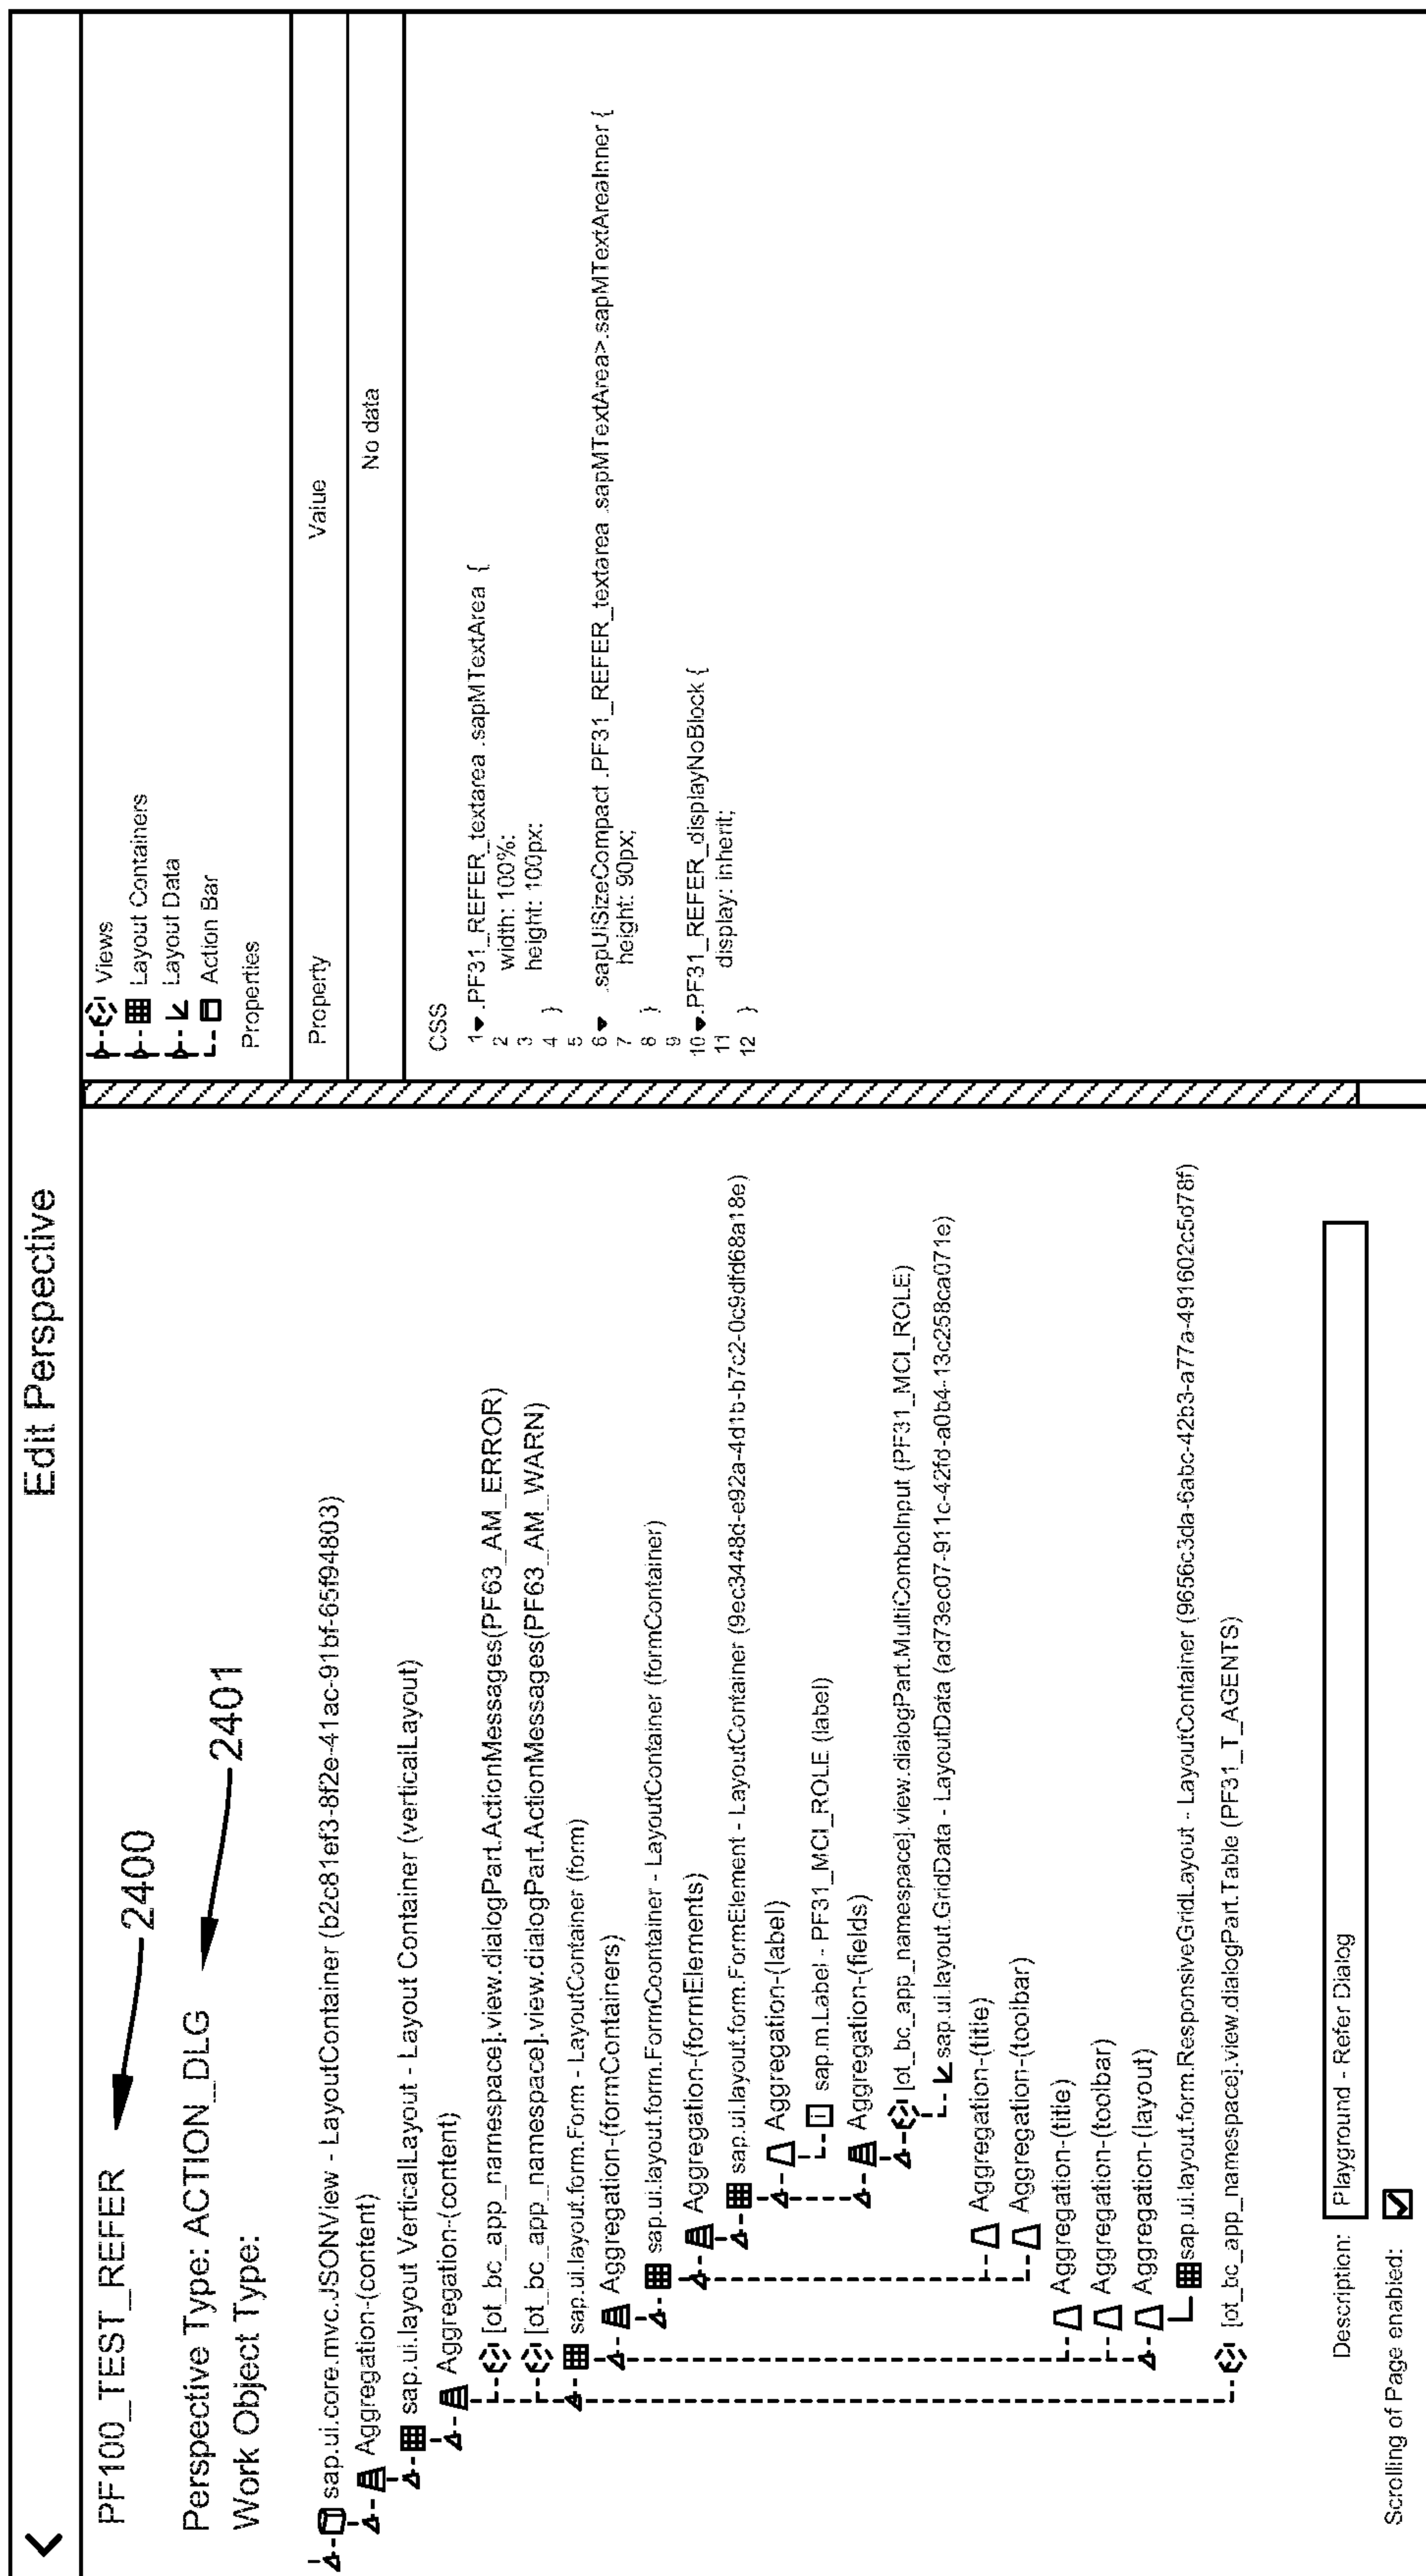 Edit Perspective
PF100_TEST_REFER
2400
Perspective Type: ACTION_DLG
2401
Work Object Type:
sap.ui.core.mvc.JSONView - LayoutContainer (b2c81ef3-8f2e-41ac-91bf-65f94803)
Aggregation-(content)
sap.ui.layout VerticalLayout - Layout Container (verticalLayout)
Aggregation-(content)
[ot_bc_app_namespace].view.dialogPart.ActionMessages(PF63_AM_ERROR)
[ot_bc_app_namespace].view.dialogPart.ActionMessages(PF63_AM_WARN)
sap.ui.layout.form.Form - LayoutContainer (form)
Aggregation-(formContainers)
sap.ui.layout.form.FormCoontainer - LayoutContainer (formContainer)
Aggregation-(formElements)
sap.ui.layout.form.FormElement - LayoutContainer (9ec3448d-e92a-4d1b-b7c2-0c9dfd68a18e)
Aggregation-(label)
sap.m.Label - PF31_MCI_ROLE (label)
Aggregation-(fields)
[ot_bc_app_namespace].view.dialogPart.MultiComboInput (PF31_MCI_ROLE)
sap.ui.layout.GridData - LayoutData (ad73ec07-911c-42fd-a0b4-13c258ca071e)
Aggregation-(title)
Aggregation-(toolbar)
Aggregation-(title)
Aggregation-(toolbar)
Aggregation-(layout)
sap.ui.layout.form.ResponsiveGridLayout - LayoutContainer (9656c3da-6abc-42b3-a77a-491602c5d78f)
[ot_bc_app_namespace].view.dialogPart.Table (PF31_T_AGENTS)
Description: Playground - Refer Dialog
Scrolling of Page enabled:
Views
Layout Containers
Layout Data
Action Bar
Properties
Property Value
No data
CSS
1 .PF31_REFER_textarea .sapMTextArea {
2 width: 100%:
3 height: 100px:
4 }
5
6 .sapUiSizeCompact .PF31_REFER_textarea .sapMTextArea>.sapMTextAreaInner {
7 height: 90px;
8 }
9
10 .PF31_REFER_displayNoBlock {
11 display: inherit;
12 }